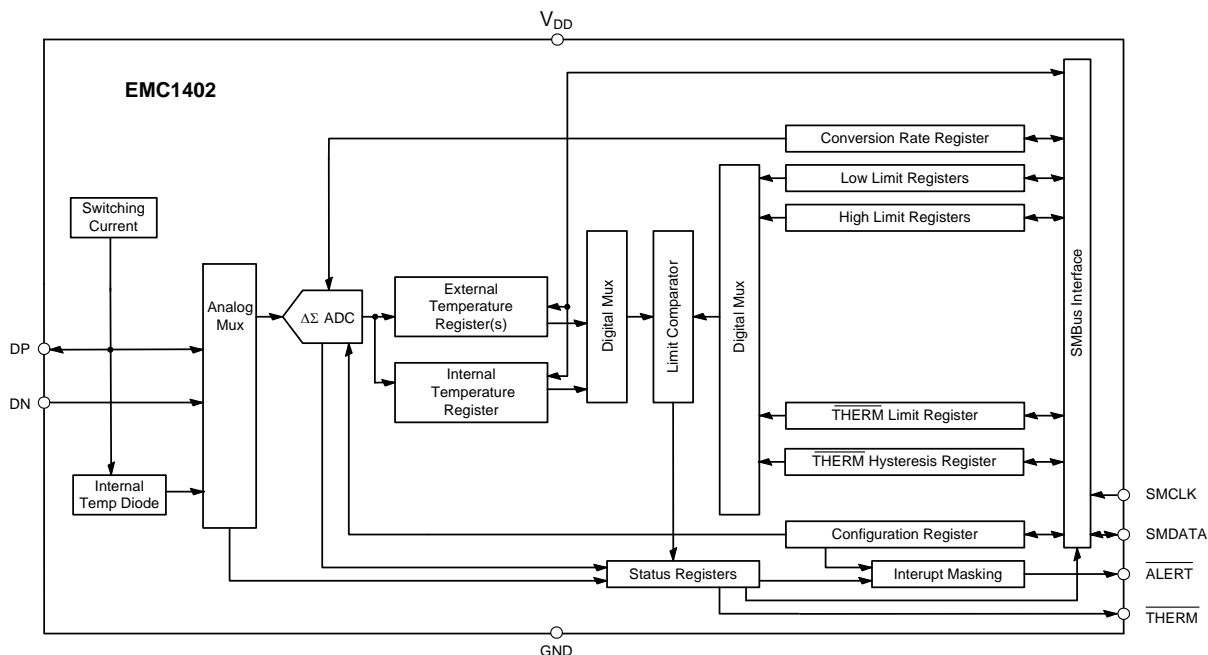 VDD
EMC1402
Conversion Rate Register
Low Limit Registers
High Limit Registers
Switching
Current
Analog
Mux
ΔΣ ADC
External
Temperature
Register(s)
Internal
Temperature
Register
Digital Mux
Limit Comparator
Digital Mux
SMBus Interface
DP
DN
Internal
Temp Diode
THERM Limit Register
THERM Hysteresis Register
Configuration Register
Status Registers
Interupt Masking
SMCLK
SMDATA
ALERT
THERM
GND